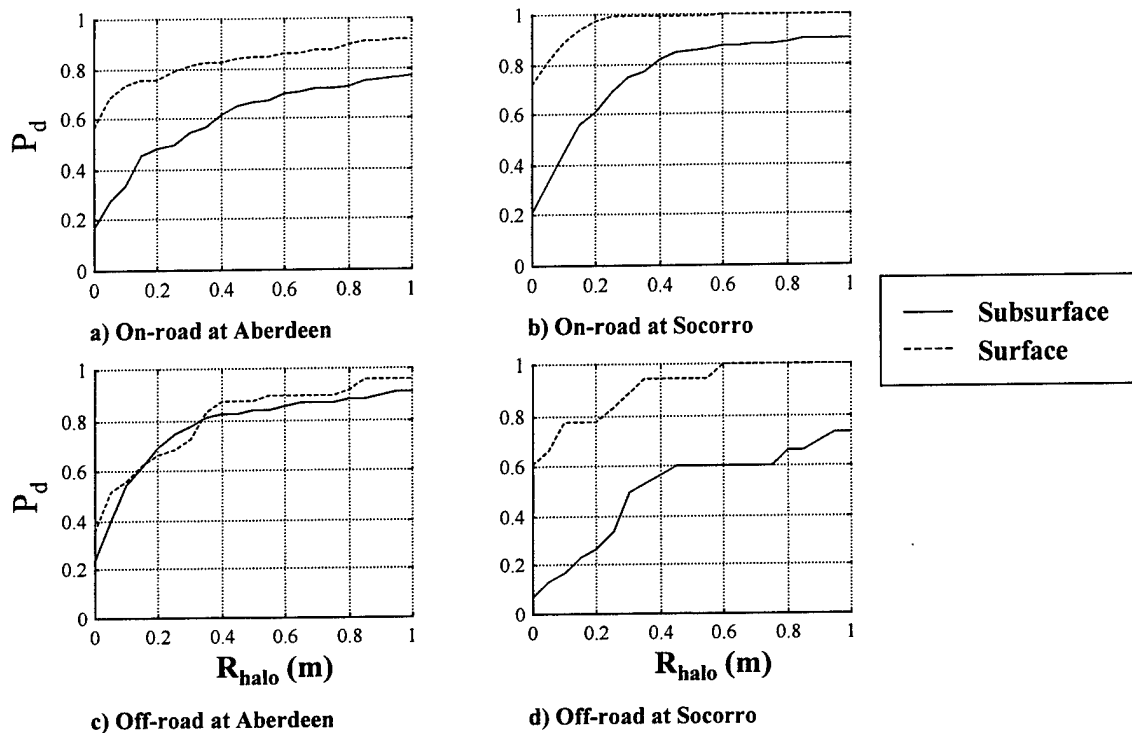 P_d
1
0.8
0.6
0.4
0.2
0
0 0.2 0.4 0.6 0.8 1
a) On-road at Aberdeen
1
0.8
0.6
0.4
0.2
0
0 0.2 0.4 0.6 0.8 1
b) On-road at Socorro
Subsurface
Surface
P_d
1
0.8
0.6
0.4
0.2
0
0 0.2 0.4 0.6 0.8 1
R_halo (m)
c) Off-road at Aberdeen
1
0.8
0.6
0.4
0.2
0
0 0.2 0.4 0.6 0.8 1
R_halo (m)
d) Off-road at Socorro